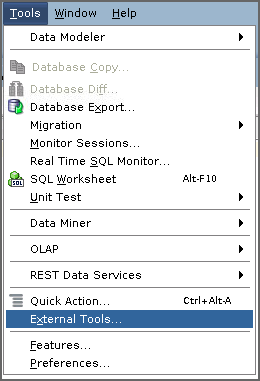 Tools Window Help
Data Modeler
Database Copy...
Database Diff...
Database Export...
Migration
Monitor Sessions...
Real Time SQL Monitor...
SQL Worksheet Alt-F10
Unit Test
Data Miner
OLAP
REST Data Services
Quick Action... Ctrl+Alt-A
External Tools...
Features...
Preferences...